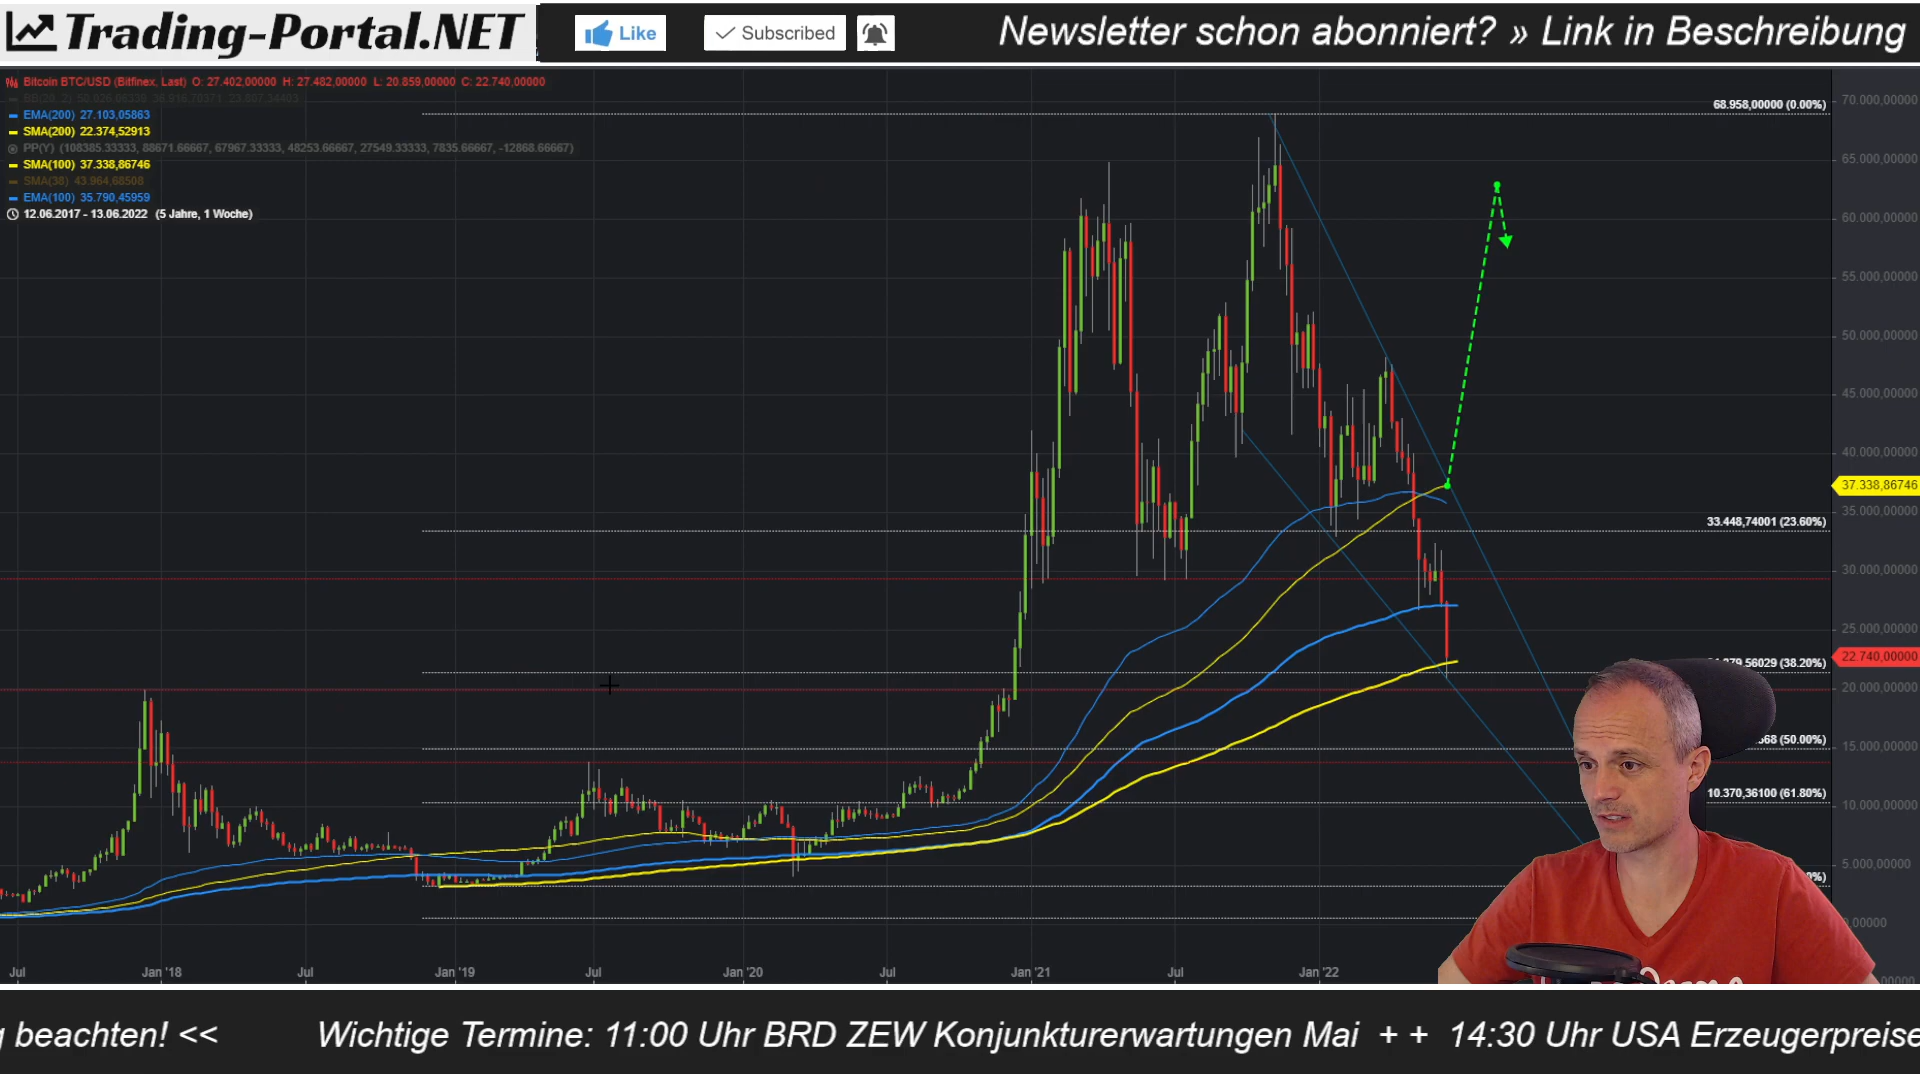 Trading-Portal.NET
Like
Subscribed
Newsletter schon abonniert? » Link in Beschreibung
Bitcoin BTC/USD (Bitfinex, Last) O: 27.402,00000 H: 27.482,00000 L: 20.859,00000 C: 22.740,00000
EMA(200) 27.103,05863
SMA(200) 22.374,52913
PP(Y) (108385.33333, 88671.66667, 67967.33333, 48253.66667, 27549.33333, 7835.66667, -12868.66667)
SMA(100) 37.338,86746
SMA(38) 43.964,68508
EMA(100) 35.790,45959
12.06.2017 - 13.06.2022 (5 Jahre, 1 Woche)
68.958,00000 (0.00%)
70.000,00000
65.000,00000
60.000,00000
55.000,00000
50.000,00000
45.000,00000
40.000,00000
37.338,86746
35.000,00000
33.448,74001 (23.60%)
30.000,00000
25.000,00000
22.740,00000
279,56029 (38.20%)
20.000,00000
15.000,00000
568 (50.00%)
10.370,36100 (61.80%)
10.000,00000
5.000,00000
0,00000
Jul Jan '18 Jul Jan '19 Jul Jan '20 Jul Jan '21 Jul Jan '22
g beachten! << Wichtige Termine: 11:00 Uhr BRD ZEW Konjunkturerwartungen Mai + + 14:30 Uhr USA Erzeugerpreise